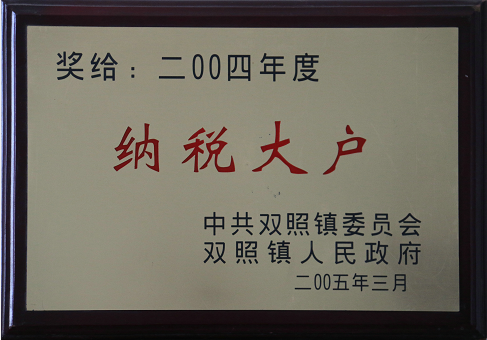 奖给：二00四年度
纳税大户
中共双照镇委员会
双照镇人民政府
二00五年三月